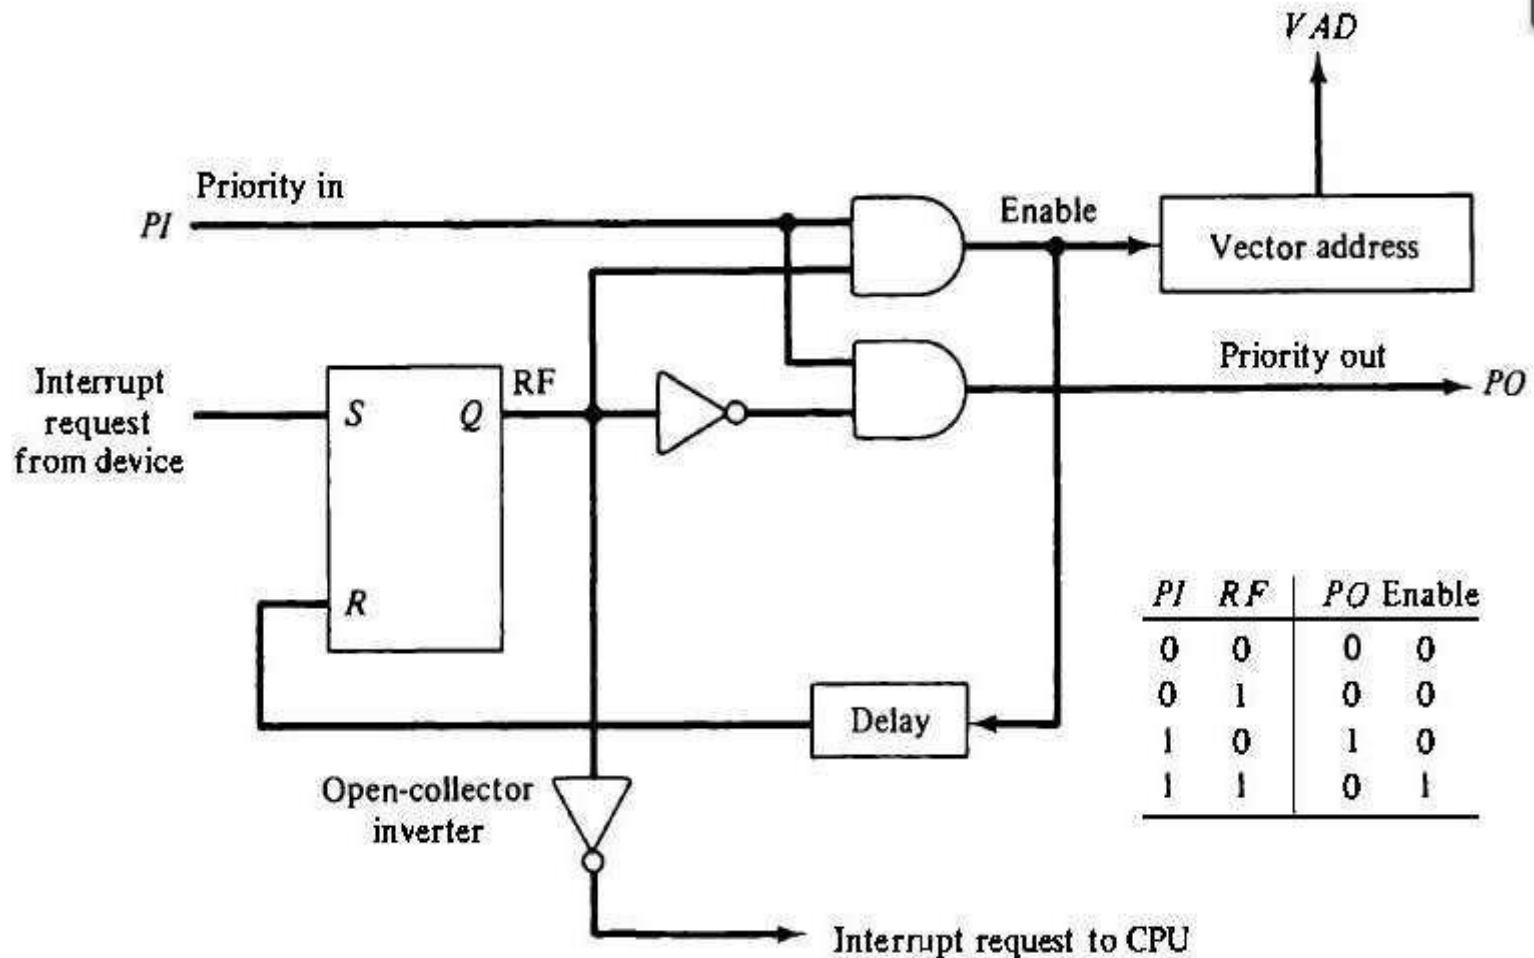 VAD
Priority in
PI
Enable
Vector address
Interrupt
request
from device
S
Q
RF
Priority out
PO
R
Delay
Open-collector
inverter
Interrupt request to CPU
PI RF PO Enable
0 0 0 0
0 1 0 0
1 0 1 0
1 1 0 1